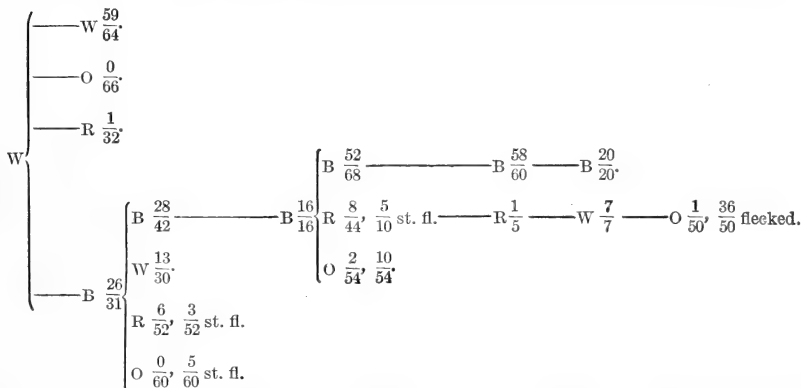 W 59/64.
O 0/66.
R 1/32.
W
B 52/68 B 58/60 B 20/20.
B 28/42 B 16/16 R 8/44, 5/10 st. fl. R 1/5 W 7/7 O 1/50, 36/50 flecked.
W 13/30. O 2/54, 10/54.
B 26/31
R 6/52, 3/52 st. fl.
O 0/60, 5/60 st. fl.